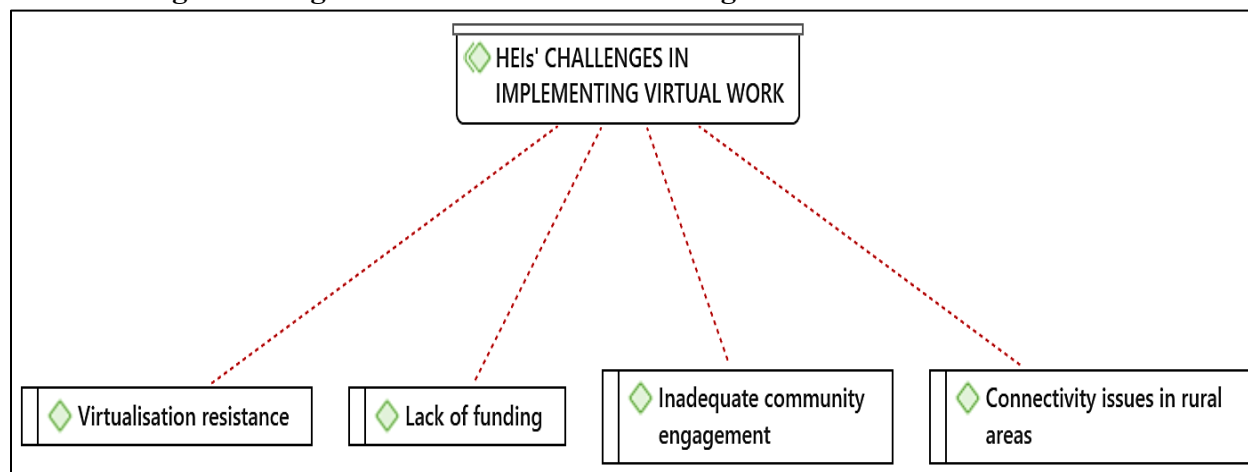 HEIs' CHALLENGES IN
IMPLEMENTING VIRTUAL WORK
Virtualisation resistance
Lack of funding
Inadequate community
engagement
Connectivity issues in rural
areas